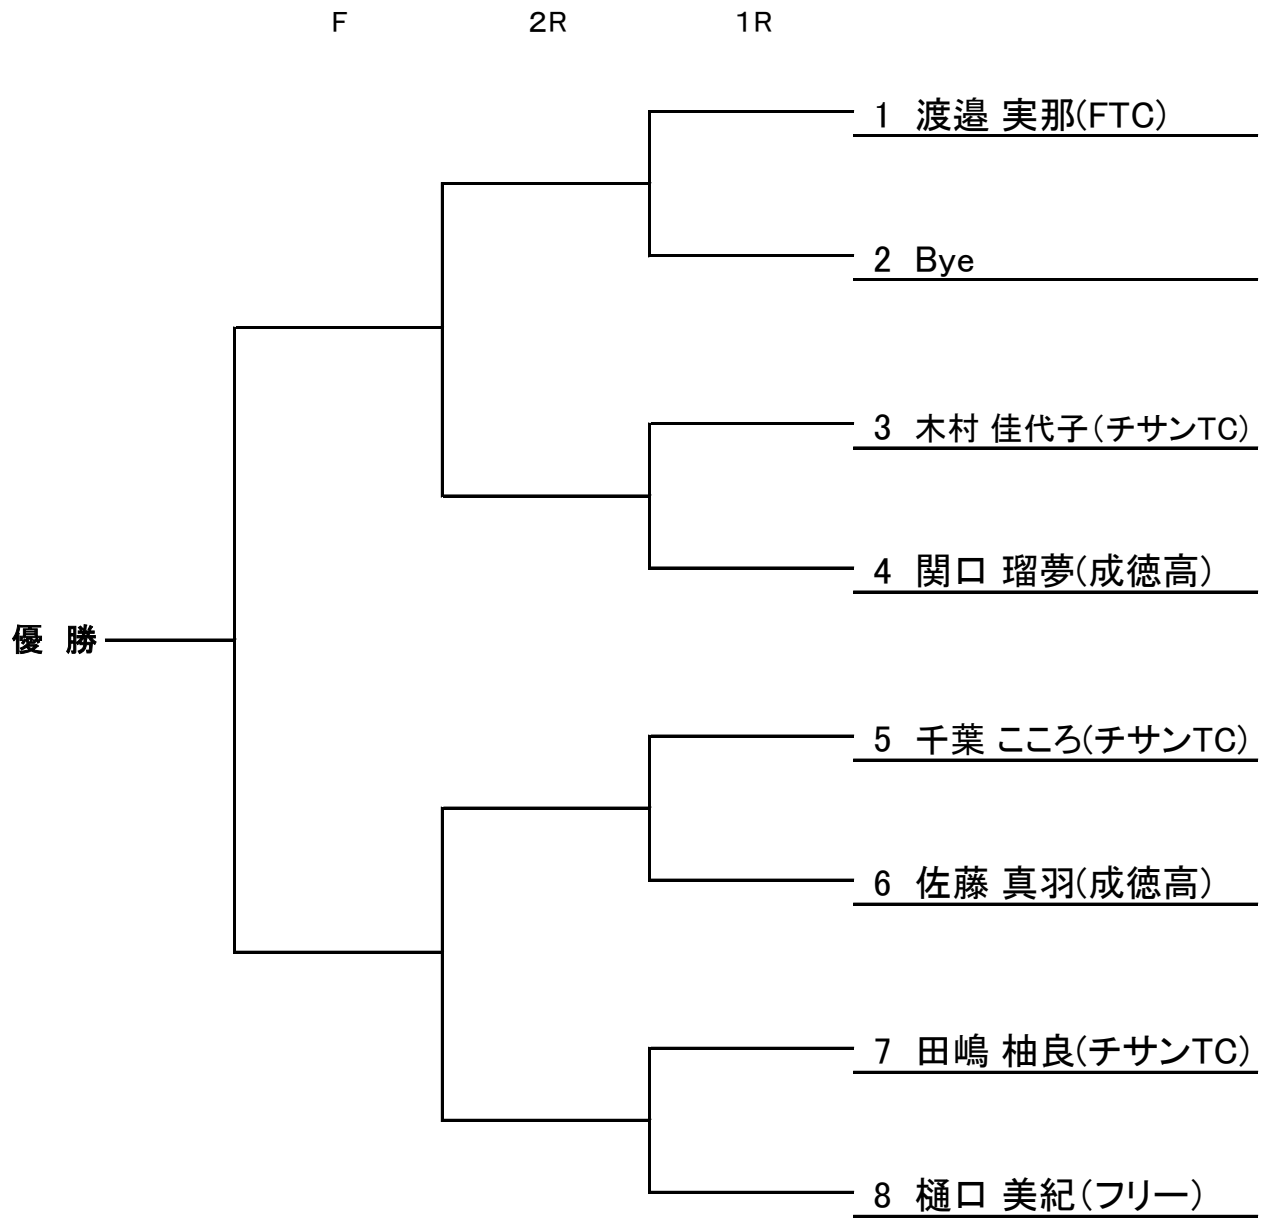 F　2R　1R
1　渡邉 実那(FTC)
2　Bye
3　木村 佳代子(チサンTC)
4　関口 瑠夢(成徳高)
優　勝
5　千葉 こころ(チサンTC)
6　佐藤 真羽(成徳高)
7　田嶋 柚良(チサンTC)
8　樋口 美紀(フリー)